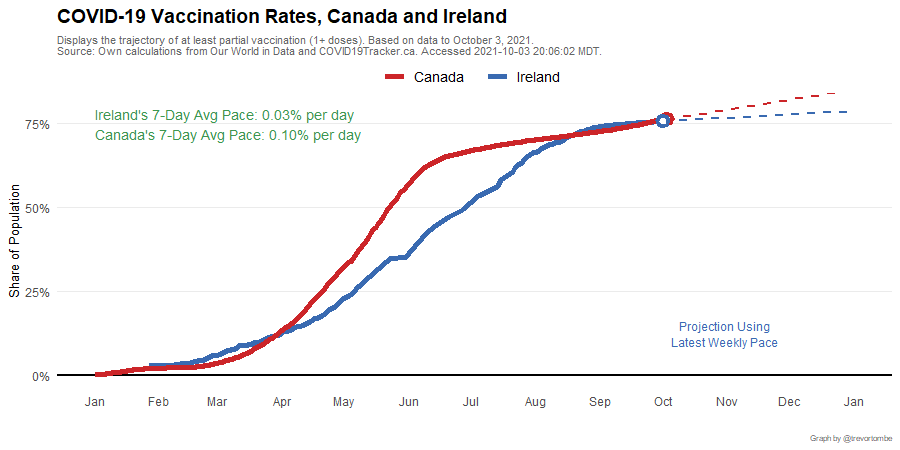 COVID-19 Vaccination Rates, Canada and Ireland
Displays the trajectory of at least partial vaccination (1+ doses). Based on data to October 3, 2021.
Source: Own calculations from Our World in Data and COVID19Tracker.ca. Accessed 2021-10-03 20:06:02 MDT.
Canada Ireland
Ireland's 7-Day Avg Pace: 0.03% per day
Canada's 7-Day Avg Pace: 0.10% per day
75%
50%
25%
0%
Share of Population
Projection Using
Latest Weekly Pace
Jan Feb Mar Apr May Jun Jul Aug Sep Oct Nov Dec Jan
Graph by @trevortombe